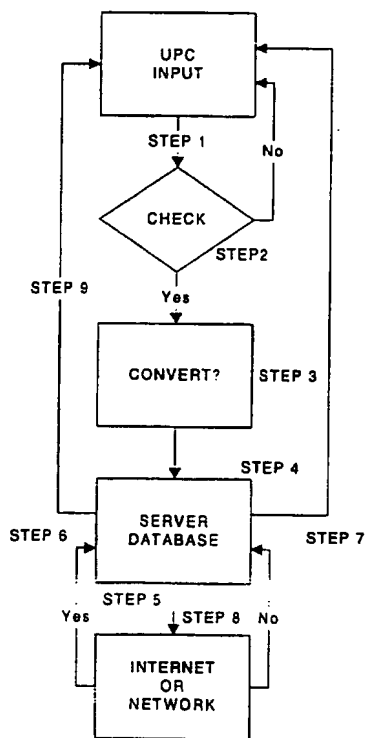 UPC
INPUT
STEP 1
No
CHECK
STEP2
STEP 9
Yes
CONVERT?
STEP 3
STEP 4
SERVER
DATABASE
STEP 6
STEP 7
STEP 5
Yes
STEP 8
No
INTERNET
OR
NETWORK